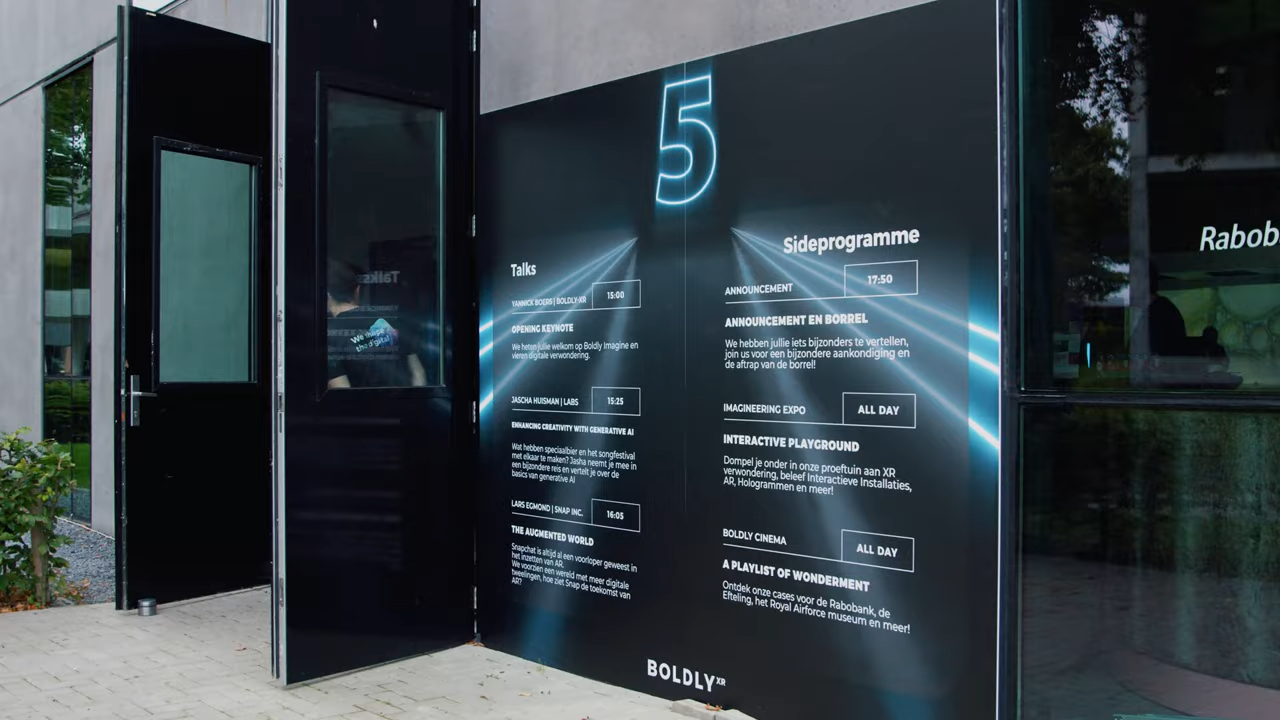 5
Talks
YANNICK BOERS | BOLDLY-XR
15:00
OPENING KEYNOTE
We heten jullie welkom op Boldly Imagine en
vieren digitale verwondering.
JASCHA HUISMAN | LABS
15:25
ENHANCING CREATIVITY WITH GENERATIVE AI
Wat hebben speciaalbier en het songfestival
met elkaar te maken? Jasha neemt je mee in
een bijzondere reis en vertelt je over de
basics van generative AI
LARS EGMOND | SNAP INC.
16:05
THE AUGMENTED WORLD
Snapchat is altijd al een voorloper geweest in
het inzetten van AR.
We voorzien een wereld met meer digitale
tweelingen, hoe ziet Snap de toekomst van
AR?
Sideprogramme
ANNOUNCEMENT
17:50
ANNOUNCEMENT EN BORREL
We hebben jullie iets bijzonders te vertellen,
join us voor een bijzondere aankondiging en
de aftrap van de borrel!
IMAGINEERING EXPO
ALL DAY
INTERACTIVE PLAYGROUND
Dompel je onder in onze proeftuin aan XR
verwondering, beleef Interactieve Installaties,
AR, Hologrammen en meer!
BOLDLY CINEMA
ALL DAY
A PLAYLIST OF WONDERMENT
Ontdek onze cases voor de Rabobank, de
Efteling, het Royal Airforce museum en meer!
BOLDLY XR
We shape
the digital
Talks
Rabob